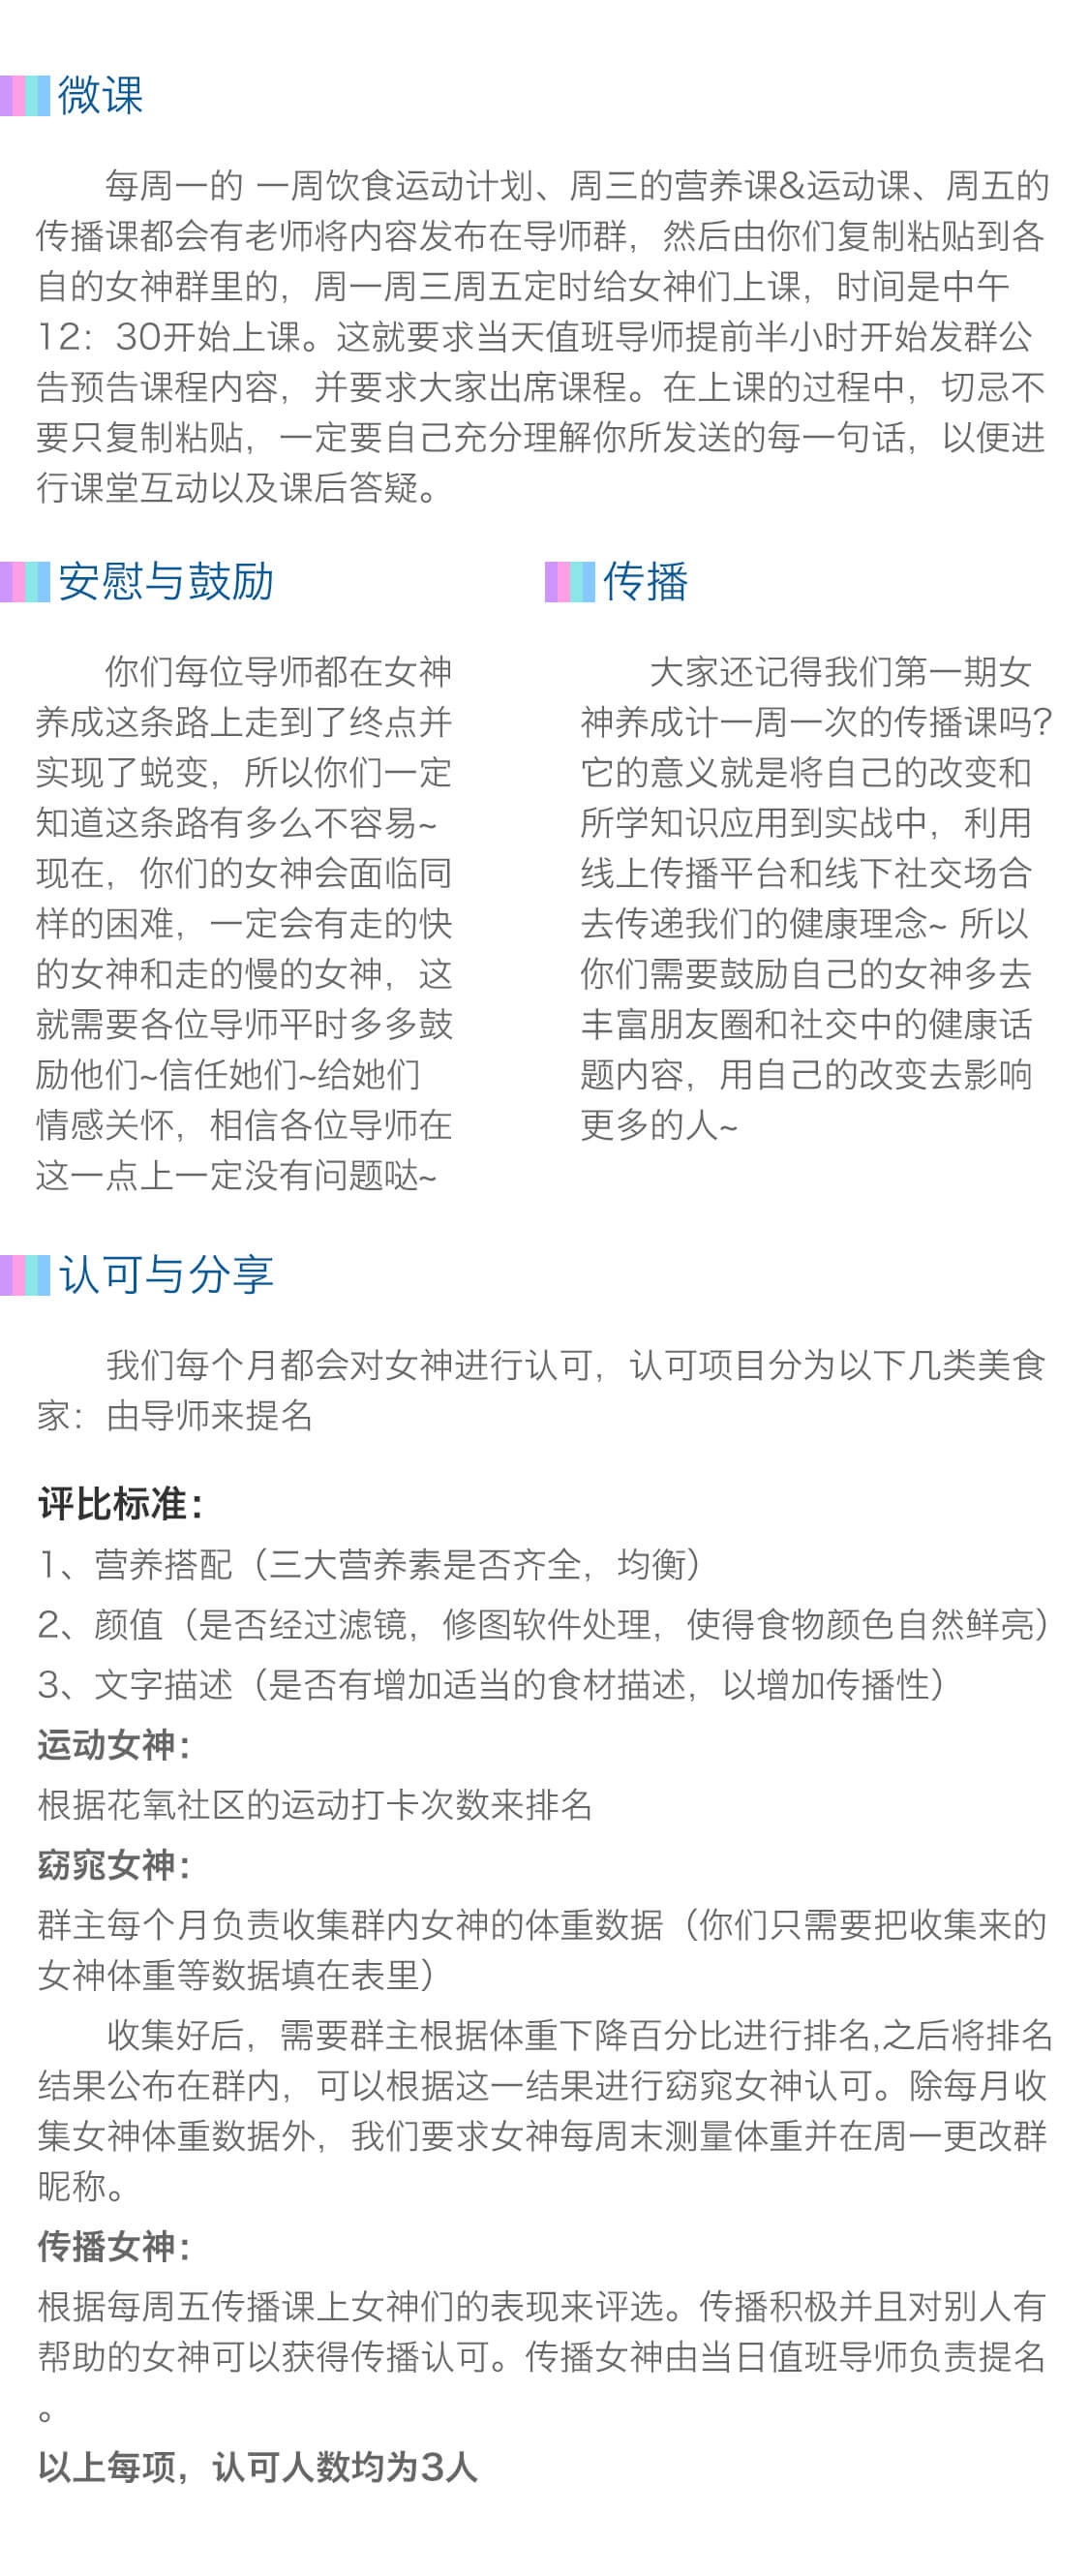 微课
每周一的 一周饮食运动计划、周三的营养课&运动课、周五的
传播课都会有老师将内容发布在导师群，然后由你们复制粘贴到各
自的女神群里的，周一周三周五定时给女神们上课，时间是中午
12：30开始上课。这就要求当天值班导师提前半小时开始发群公
告预告课程内容，并要求大家出席课程。在上课的过程中，切忌不
要只复制粘贴，一定要自己充分理解你所发送的每一句话，以便进
行课堂互动以及课后答疑。
安慰与鼓励
你们每位导师都在女神
养成这条路上走到了终点并
实现了蜕变，所以你们一定
知道这条路有多么不容易~
现在，你们的女神会面临同
样的困难，一定会有走的快
的女神和走的慢的女神，这
就需要各位导师平时多多鼓
励他们~信任她们~给她们
情感关怀，相信各位导师在
这一点上一定没有问题哒~
传播
大家还记得我们第一期女
神养成计一周一次的传播课吗？
它的意义就是将自己的改变和
所学知识应用到实战中，利用
线上传播平台和线下社交场合
去传递我们的健康理念~ 所以
你们需要鼓励自己的女神多去
丰富朋友圈和社交中的健康话
题内容，用自己的改变去影响
更多的人~
认可与分享
我们每个月都会对女神进行认可，认可项目分为以下几类美食
家：由导师来提名
评比标准：
1、营养搭配（三大营养素是否齐全，均衡）
2、颜值（是否经过滤镜，修图软件处理，使得食物颜色自然鲜亮）
3、文字描述（是否有增加适当的食材描述，以增加传播性）
运动女神：
根据花氧社区的运动打卡次数来排名
窈窕女神：
群主每个月负责收集群内女神的体重数据（你们只需要把收集来的
女神体重等数据填在表里）
收集好后，需要群主根据体重下降百分比进行排名,之后将排名
结果公布在群内，可以根据这一结果进行窈窕女神认可。除每月收
集女神体重数据外，我们要求女神每周末测量体重并在周一更改群
昵称。
传播女神：
根据每周五传播课上女神们的表现来评选。传播积极并且对别人有
帮助的女神可以获得传播认可。传播女神由当日值班导师负责提名
。
以上每项，认可人数均为3人